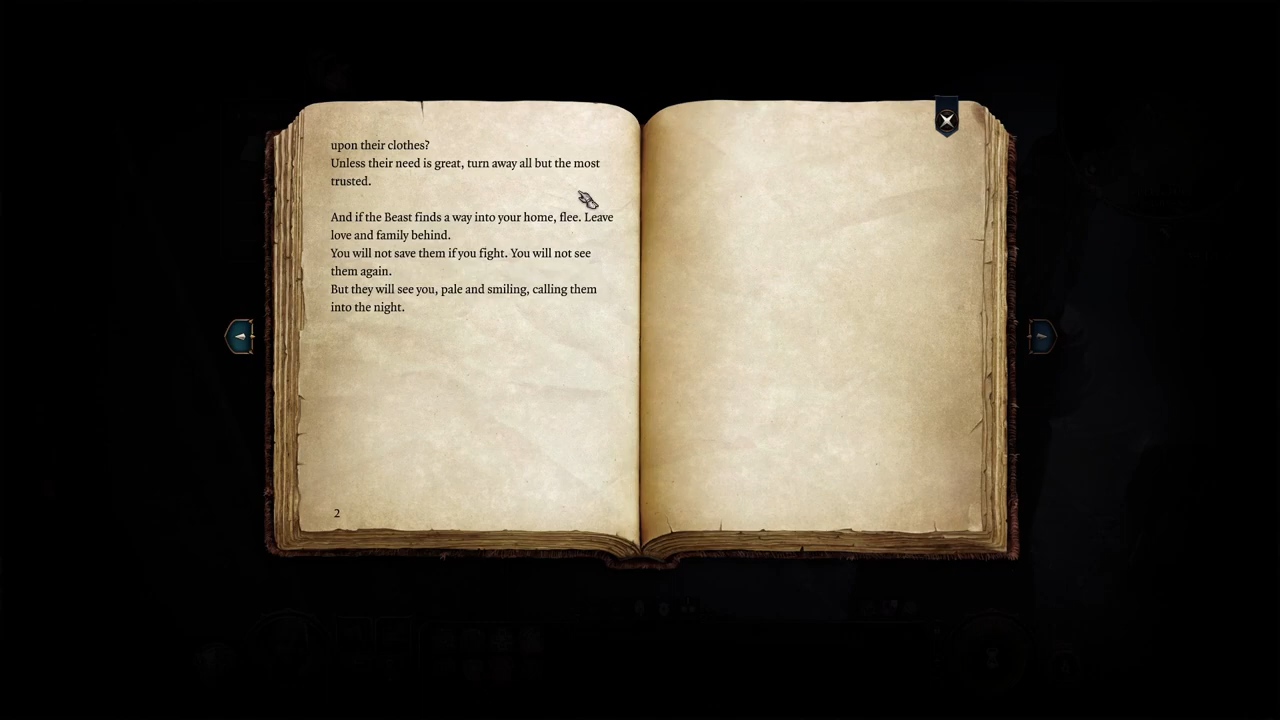 upon their clothes?
Unless their need is great, turn away all but the most
trusted.
And if the Beast finds a way into your home, flee. Leave
love and family behind.
You will not save them if you fight. You will not see
them again.
But they will see you, pale and smiling, calling them
into the night.
2